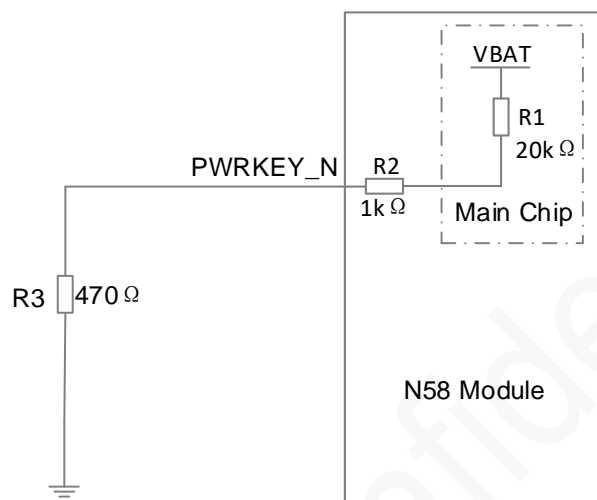 VBAT
R1
20k Ω
PWRKEY_N
R2
1k Ω
Main Chip
R3
470 Ω
N58 Module